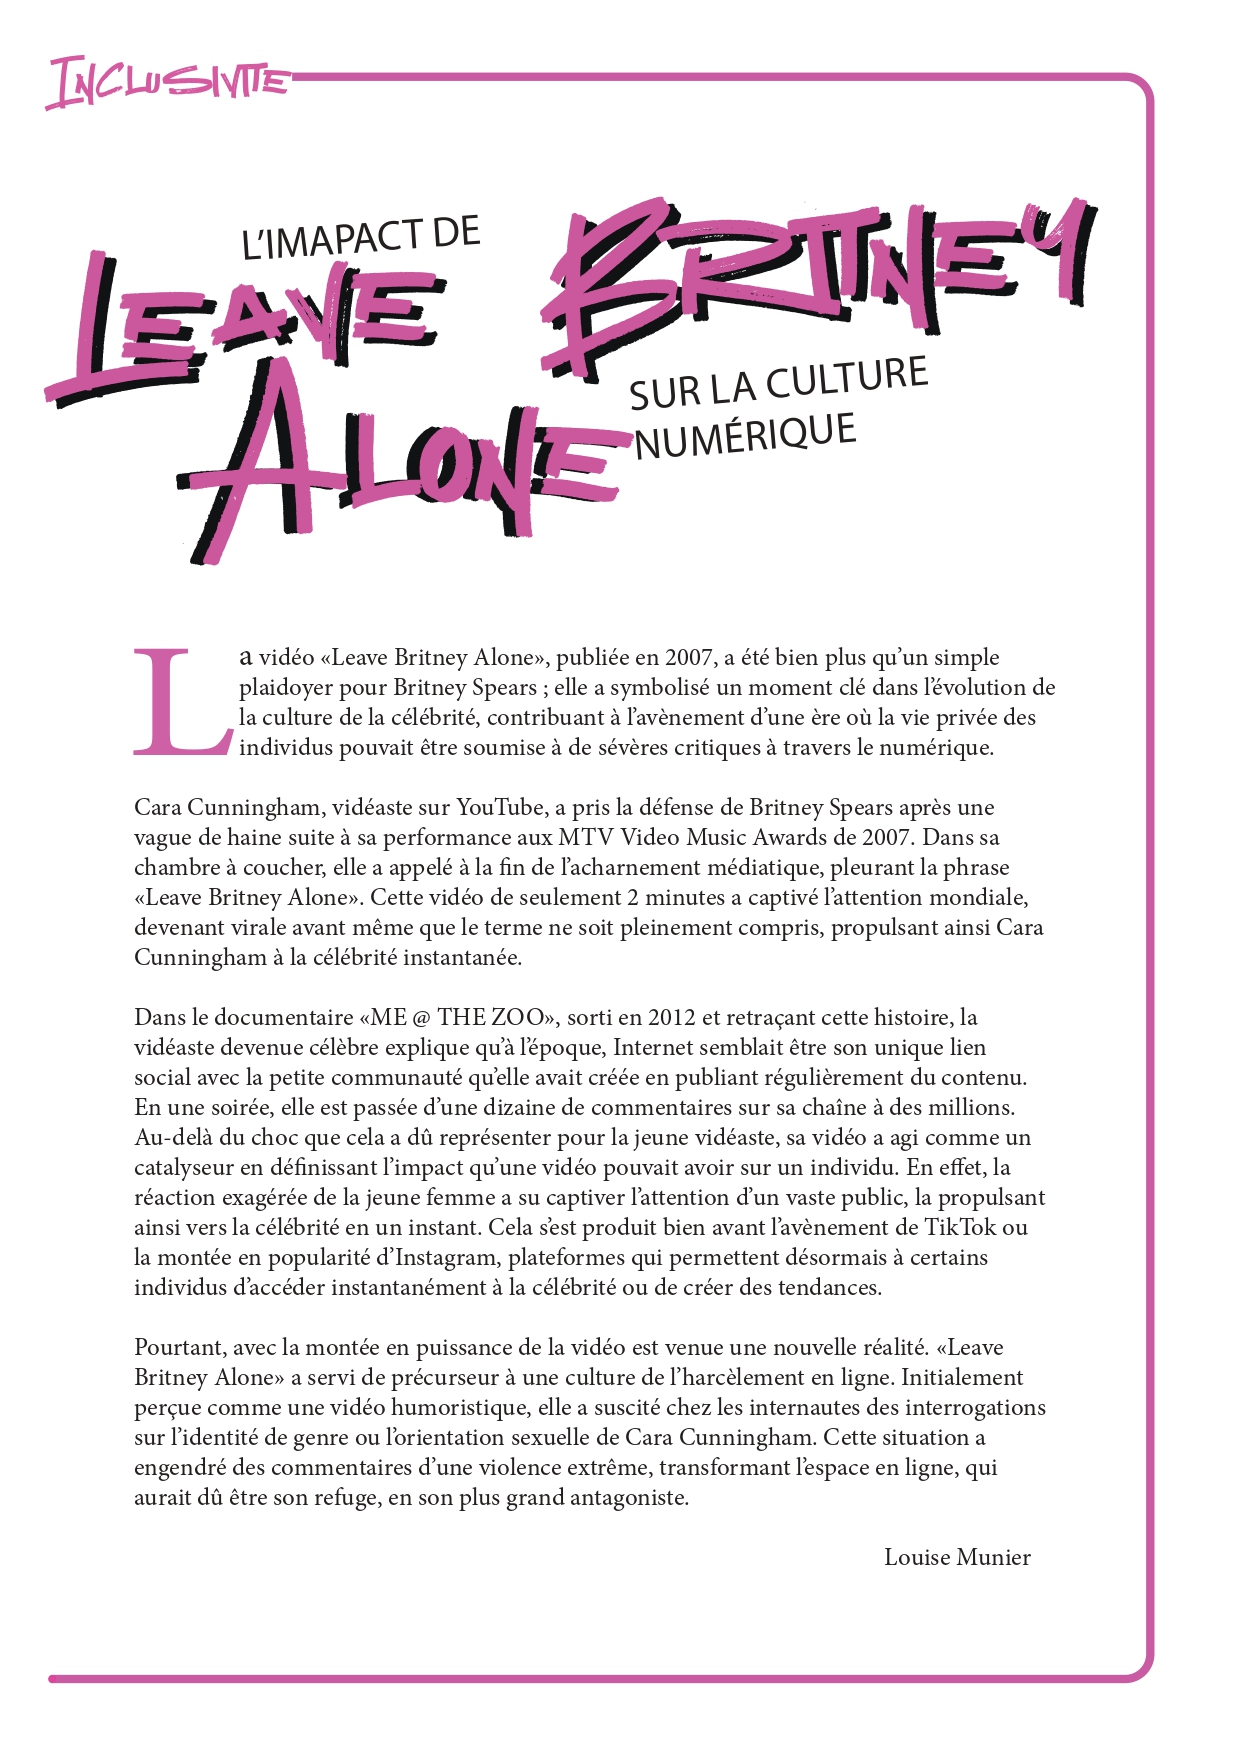 INCLUSIVITE
L’IMAPACT DE
LEAVE BRITNEY
ALONE
SUR LA CULTURE
NUMÉRIQUE
La vidéo «Leave Britney Alone», publiée en 2007, a été bien plus qu’un simple
plaidoyer pour Britney Spears ; elle a symbolisé un moment clé dans l’évolution de
la culture de la célébrité, contribuant à l’avènement d’une ère où la vie privée des
individus pouvait être soumise à de sévères critiques à travers le numérique.
Cara Cunningham, vidéaste sur YouTube, a pris la défense de Britney Spears après une
vague de haine suite à sa performance aux MTV Video Music Awards de 2007. Dans sa
chambre à coucher, elle a appelé à la fin de l’acharnement médiatique, pleurant la phrase
«Leave Britney Alone». Cette vidéo de seulement 2 minutes a captivé l’attention mondiale,
devenant virale avant même que le terme ne soit pleinement compris, propulsant ainsi Cara
Cunningham à la célébrité instantanée.
Dans le documentaire «ME @ THE ZOO», sorti en 2012 et retraçant cette histoire, la
vidéaste devenue célèbre explique qu’à l’époque, Internet semblait être son unique lien
social avec la petite communauté qu’elle avait créée en publiant régulièrement du contenu.
En une soirée, elle est passée d’une dizaine de commentaires sur sa chaîne à des millions.
Au-delà du choc que cela a dû représenter pour la jeune vidéaste, sa vidéo a agi comme un
catalyseur en définissant l’impact qu’une vidéo pouvait avoir sur un individu. En effet, la
réaction exagérée de la jeune femme a su captiver l’attention d’un vaste public, la propulsant
ainsi vers la célébrité en un instant. Cela s’est produit bien avant l’avènement de TikTok ou
la montée en popularité d’Instagram, plateformes qui permettent désormais à certains
individus d’accéder instantanément à la célébrité ou de créer des tendances.
Pourtant, avec la montée en puissance de la vidéo est venue une nouvelle réalité. «Leave
Britney Alone» a servi de précurseur à une culture de l’harcèlement en ligne. Initialement
perçue comme une vidéo humoristique, elle a suscité chez les internautes des interrogations
sur l’identité de genre ou l’orientation sexuelle de Cara Cunningham. Cette situation a
engendré des commentaires d’une violence extrême, transformant l’espace en ligne, qui
aurait dû être son refuge, en son plus grand antagoniste.
Louise Munier